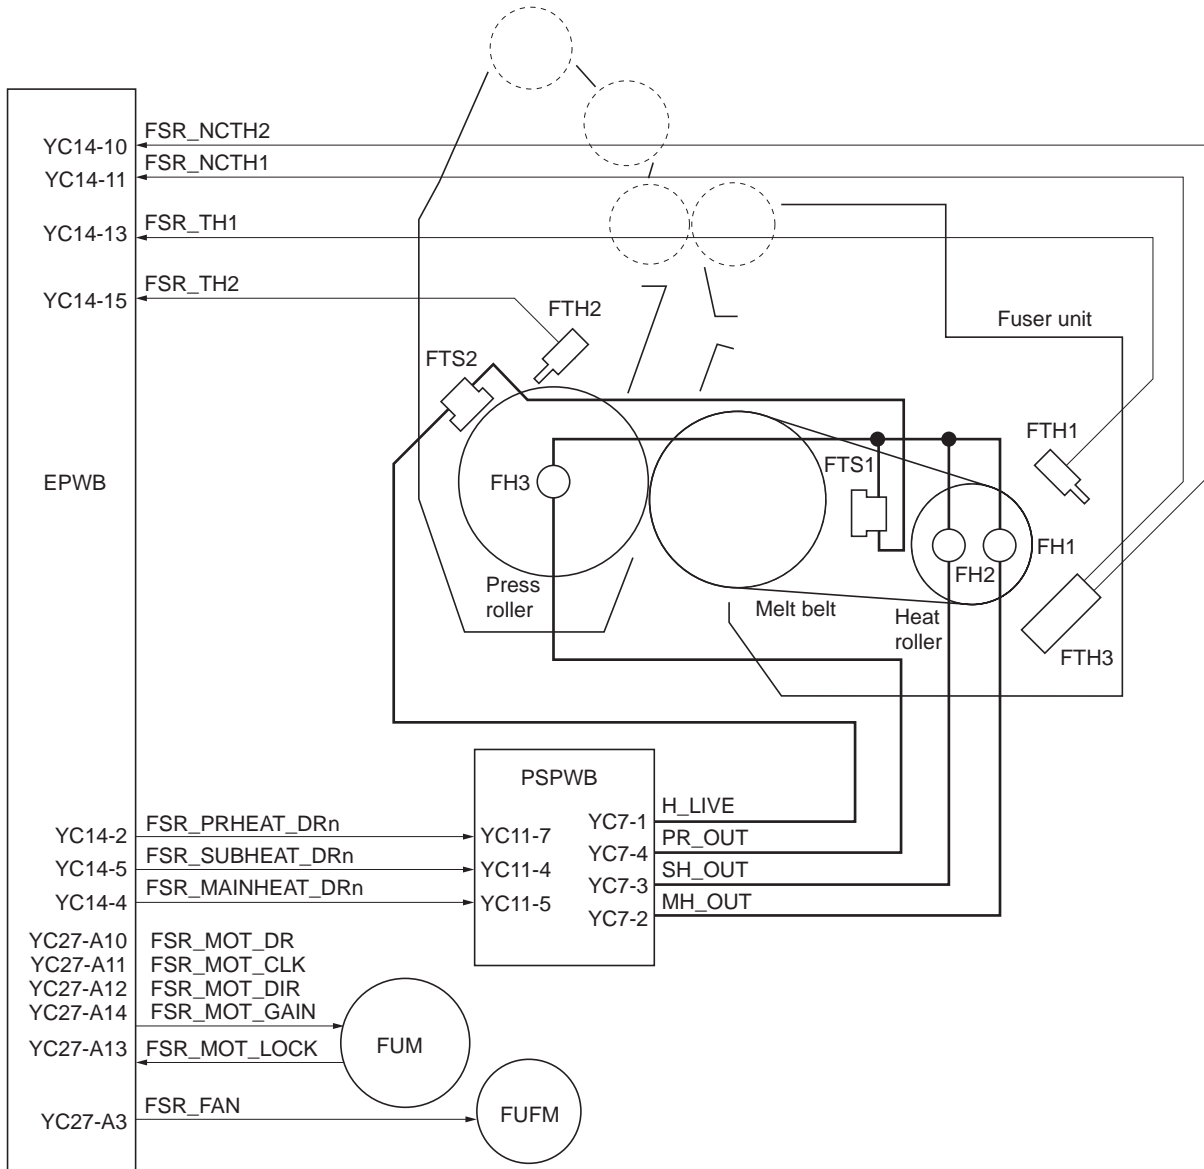 YC14-10 FSR_NCTH2
YC14-11 FSR_NCTH1
YC14-13 FSR_TH1
YC14-15 FSR_TH2
FTH2
Fuser unit
FTS2
FTH1
FTS1
EPWB
FH3
FH1
FH2
Press
roller
Melt belt
Heat
roller
FTH3
PSPWB
H_LIVE
YC7-1
YC14-2 FSR_PRHEAT_DRn YC11-7
PR_OUT
YC7-4
YC14-5 FSR_SUBHEAT_DRn YC11-4
SH_OUT
YC7-3
YC14-4 FSR_MAINHEAT_DRn YC11-5
MH_OUT
YC7-2
YC27-A10 FSR_MOT_DR
YC27-A11 FSR_MOT_CLK
YC27-A12 FSR_MOT_DIR
YC27-A14 FSR_MOT_GAIN
YC27-A13 FSR_MOT_LOCK
FUM
YC27-A3 FSR_FAN
FUFM